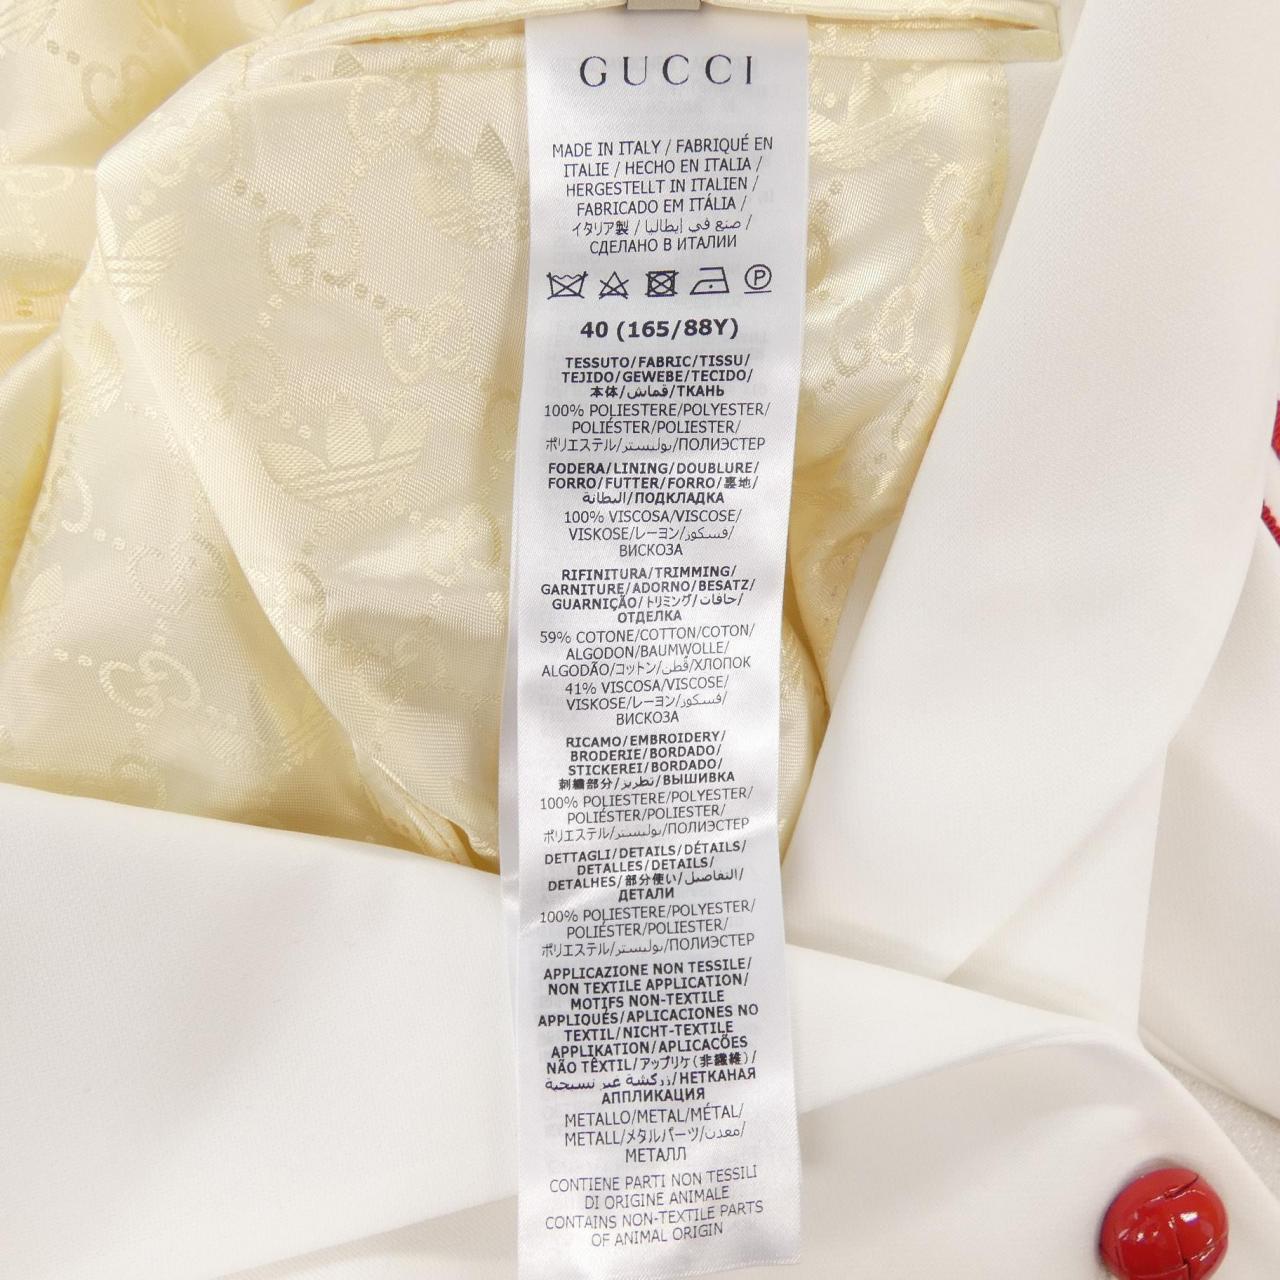 GUCCI
MADE IN ITALY / FABRIQUÉ EN
ITALIE / HECHO EN ITALIA /
HERGESTELLT IN ITALIEN /
FABRICADO EM ITÁLIA /
イタリア製 / صنع في إيطاليا /
СДЕЛАНО В ИТАЛИИ
P
40 (165/88Y)
TESSUTO/FABRIC/TISSU/
TEJIDO/GEWEBE/TECIDO/
本体/قماش/ТКАНЬ
100% POLIESTERE/POLYESTER/
POLIÉSTER/POLIESTER/
ポリエステル/بوليستر/ПОЛИЭСТЕР
FODERA/LINING/DOUBLURE/
FORRO/FUTTER/FORRO/裏地/
البطانة/ПОДКЛАДКА
100% VISCOSA/VISCOSE/
VISKOSE/レーヨン/فسكوز/
ВИСКОЗА
RIFINITURA/TRIMMING/
GARNITURE/ADORNO/BESATZ/
GUARNIÇÃO/トリミング/حافات/
ОТДЕЛКА
59% COTONE/COTTON/COTON/
ALGODON/BAUMWOLLE/
ALGODÃO/コットン/قُطن/ХЛОПОК
41% VISCOSA/VISCOSE/
VISKOSE/レーヨン/فسكوز/
ВИСКОЗА
RICAMO/EMBROIDERY/
BRODERIE/BORDADO/
STICKEREI/BORDADO/
刺繍部分/تطريز/ВЫШИВКА
100% POLIESTERE/POLYESTER/
POLIÉSTER/POLIESTER/
ポリエステル/بوليستر/ПОЛИЭСТЕР
DETTAGLI/DETAILS/DÉTAILS/
DETALLES/DETAILS/
DETALHES/部分使い/التفاصيل/
ДЕТАЛИ
100% POLIESTERE/POLYESTER/
POLIÉSTER/POLIESTER/
ポリエステル/بوليستر/ПОЛИЭСТЕР
APPLICAZIONE NON TESSILE/
NON TEXTILE APPLICATION/
MOTIFS NON-TEXTILE
APPLIQUÉS/APLICACIONES NO
TEXTIL/NICHT-TEXTILE
APPLIKATION/APLICAÇÕES
NÃO TÊXTIL/アップリケ(非繊維)/
زركشة غير نسيجية/НЕТКАНАЯ
АППЛИКАЦИЯ
METALLO/METAL/MÉTAL/
METALL/メタルパーツ/معدن/
МЕТАЛЛ
CONTIENE PARTI NON TESSILI
DI ORIGINE ANIMALE
CONTAINS NON-TEXTILE PARTS
OF ANIMAL ORIGIN